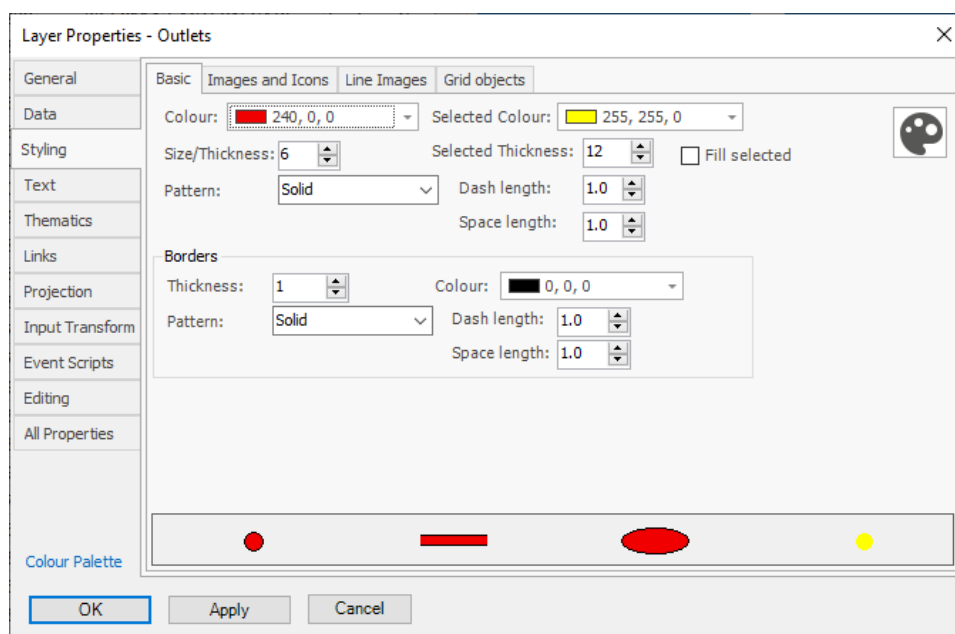 Layer Properties - Outlets
General
Data
Styling
Text
Thematics
Links
Projection
Input Transform
Event Scripts
Editing
All Properties
Colour Palette
Basic Images and Icons Line Images Grid objects
Colour: 240, 0, 0 Selected Colour: 255, 255, 0
Size/Thickness: 6 Selected Thickness: 12 Fill selected
Pattern: Solid Dash length: 1.0
Space length: 1.0
Borders
Thickness: 1 Colour: 0, 0, 0
Pattern: Solid Dash length: 1.0
Space length: 1.0
OK Apply Cancel